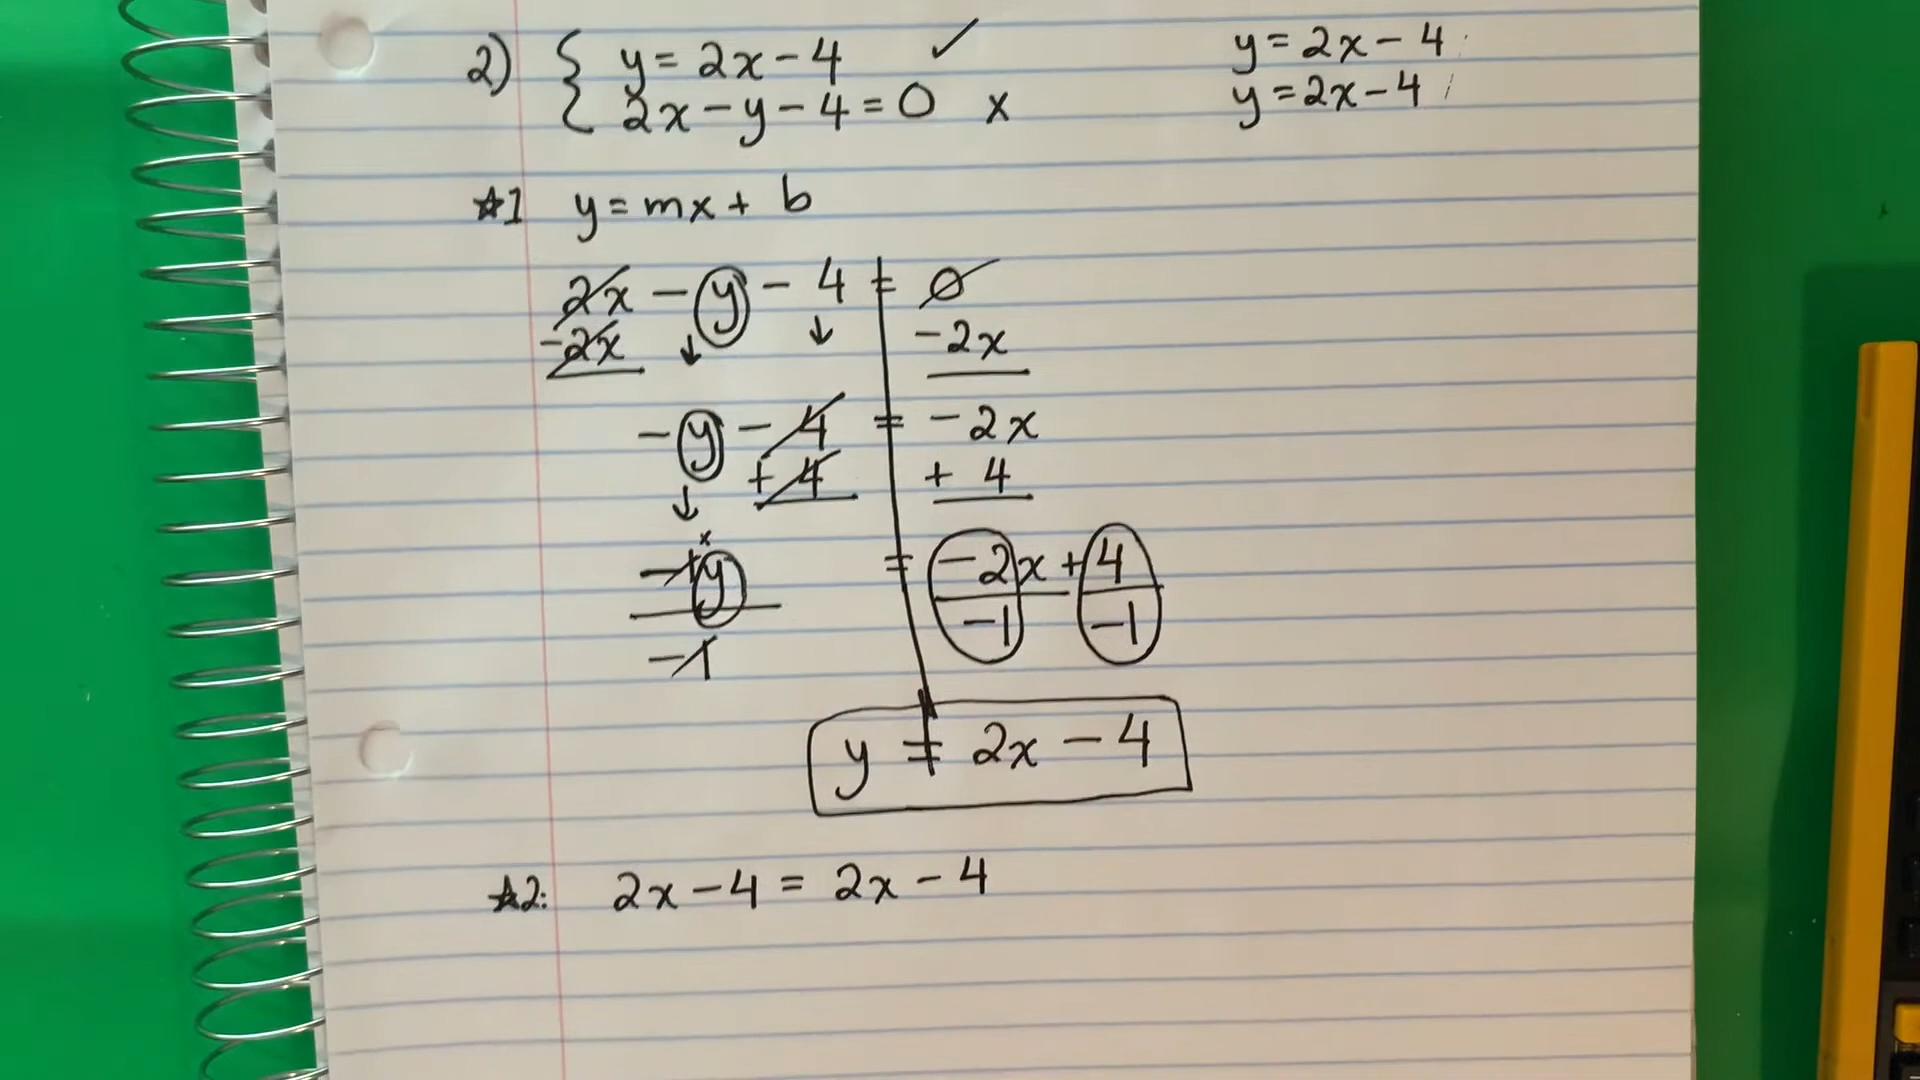 2) { y = 2x - 4 ✓
2x - y - 4 = 0 x
y = 2x - 4
y = 2x - 4
★1 y = mx + b
2x - y - 4 = 0
-2x ↓ ↓ -2x
-y - 4 = -2x
↓ + 4 + 4
-1y = -2x + 4
-1 -1 -1
y = 2x - 4
★2: 2x - 4 = 2x - 4